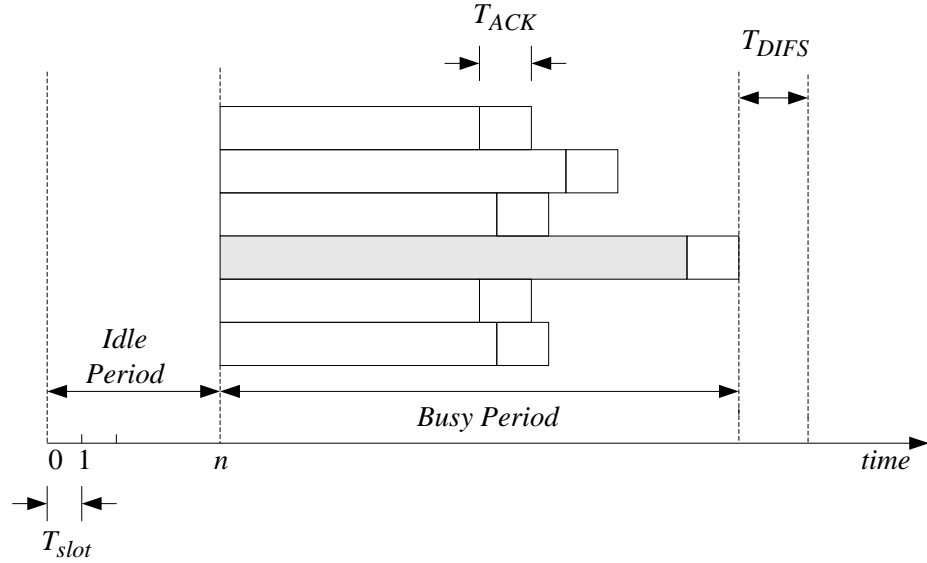 T_ACK
T_DIFS
Idle
Period
Busy Period
0 1 n time
T_slot